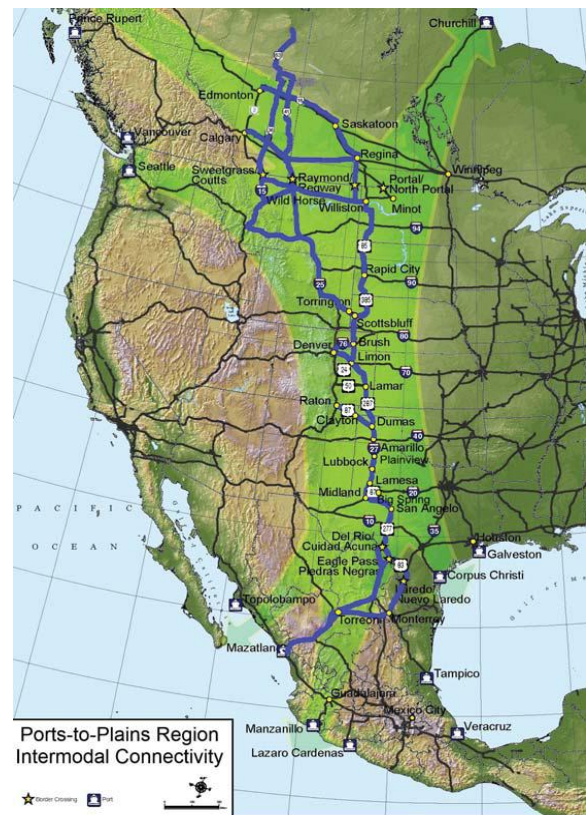 Prince Rupert
Churchill
Edmonton
Vancouver
Calgary
Saskatoon
Seattle
Regina
Winnipeg
Sweetgrass/
Coutts
Raymond/
Regway
Portal/
North Portal
15
Wild Horse
Williston
Minot
94
85
25
Rapid City
90
385
Torrington
Scottsbluff
80
Denver
76
Brush
Limon
24
70
50
Lamar
Raton
87
287
Clayton
Dumas
40
Amarillo
27
Lubbock
Plainview
Lamesa
Midland
87
20
Big Spring
San Angelo
10
277
35
PACIFIC
OCEAN
Del Rio/
Cuidad Acuna
Houston
Galveston
Eagle Pass
Piedras Negras
83
Corpus Christi
Laredo/
Nuevo Laredo
Topolobampo
Torreon
Monterrey
Mazatlan
Tampico
Guadalajara
Mexico City
Manzanillo
Veracruz
Lazaro Cardenas
Ports-to-Plains Region
Intermodal Connectivity
Border Crossing
Port